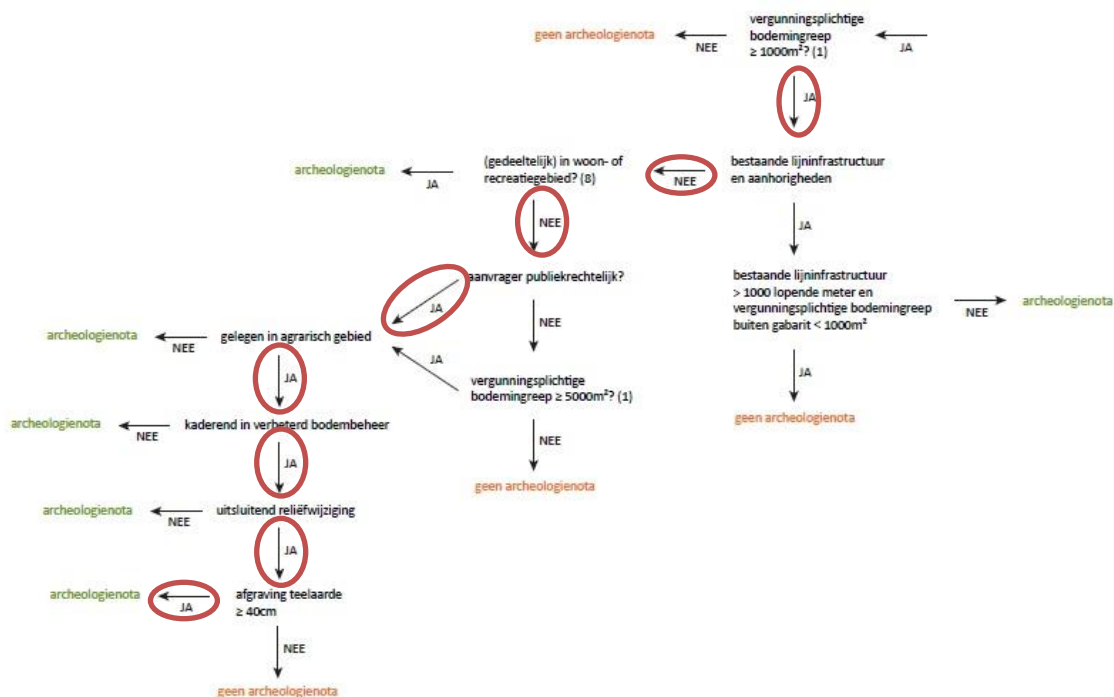 vergunningsplichtige
bodemingreep
≥ 1000m²? (1)
geen archeologienota
NEE
JA
JA
(gedeeltelijk) in woon- of
recreatiegebied? (8)
archeologienota
JA
NEE
bestaande lijninfrastructuur
en aanhorigheden
NEE
JA
aanvrager publiekrechtelijk?
JA
NEE
bestaande lijninfrastructuur
> 1000 lopende meter en
vergunningsplichtige bodemingreep
buiten gabarit < 1000m²
NEE
archeologienota
JA
geen archeologienota
archeologienota
NEE
gelegen in agrarisch gebied
JA
JA
vergunningsplichtige
bodemingreep ≥ 5000m²? (1)
NEE
geen archeologienota
archeologienota
NEE
kaderend in verbeterd bodembeheer
JA
archeologienota
NEE
uitsluitend reliëfwijziging
JA
archeologienota
JA
afgraving teelaarde
≥ 40cm
NEE
geen archeologienota